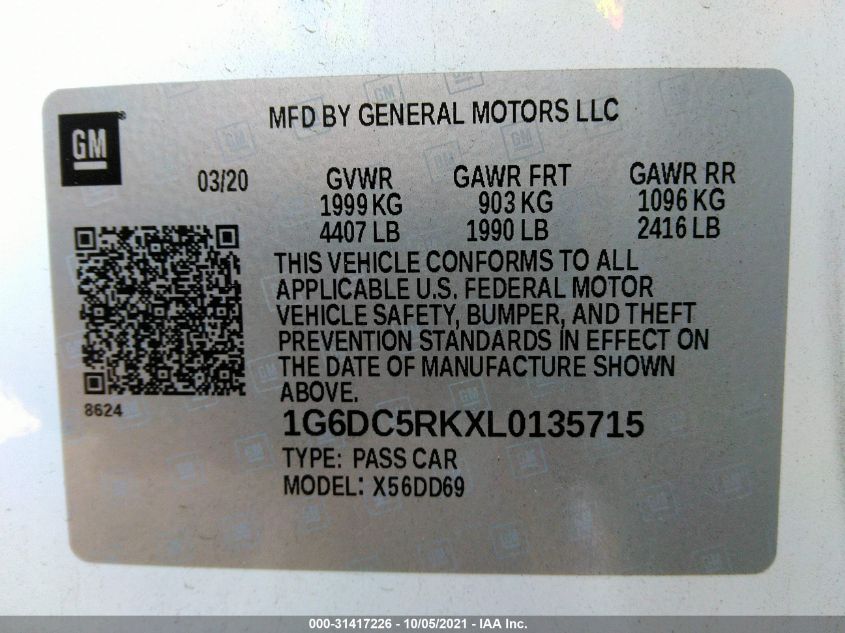 GM
MFD BY GENERAL MOTORS LLC
03/20 GVWR GAWR FRT GAWR RR
1999 KG 903 KG 1096 KG
4407 LB 1990 LB 2416 LB
THIS VEHICLE CONFORMS TO ALL
APPLICABLE U.S. FEDERAL MOTOR
VEHICLE SAFETY, BUMPER, AND THEFT
PREVENTION STANDARDS IN EFFECT ON
THE DATE OF MANUFACTURE SHOWN
ABOVE.
8624
1G6DC5RKXL0135715
TYPE: PASS CAR
MODEL: X56DD69
000-31417226 - 10/05/2021 - IAA Inc.